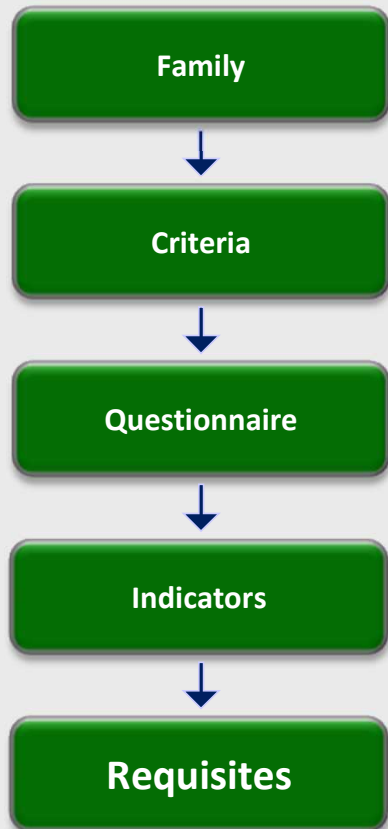 Family
Criteria
Questionnaire
Indicators
Requisites